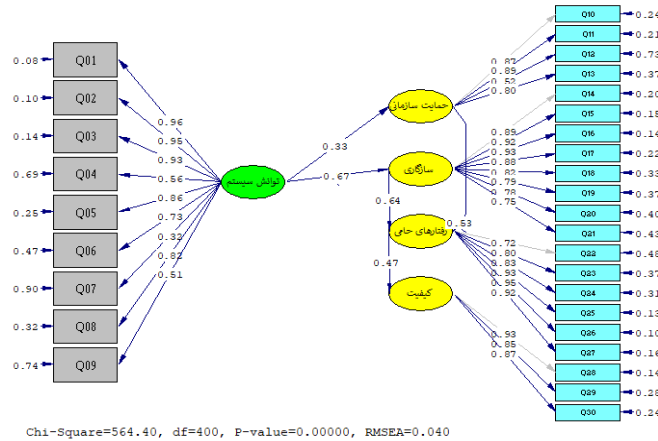 Q10
0.24
Q11
0.21
Q12
0.73
Q13
0.37
Q14
0.20
Q15
0.15
Q16
0.14
Q17
0.22
Q18
0.33
Q19
0.37
Q20
0.40
Q21
0.43
Q22
0.48
Q23
0.37
Q24
0.31
Q25
0.13
Q26
0.10
Q27
0.16
Q28
0.14
Q29
0.28
Q30
0.24
0.08
Q01
0.10
Q02
0.14
Q03
0.69
Q04
0.25
Q05
0.47
Q06
0.90
Q07
0.32
Q08
0.74
Q09
0.96
0.95
0.93
0.56
0.86
0.73
0.32
0.82
0.51
توانش سیستم
0.33
0.67
حمایت سازمانی
سازگاری
0.64
رفتارهای حامی
0.53
0.47
کیفیت
0.87
0.89
0.52
0.80
0.89
0.92
0.93
0.88
0.82
0.79
0.78
0.75
0.72
0.80
0.83
0.93
0.95
0.92
0.93
0.85
0.87
Chi-Square=564.40, df=400, P-value=0.00000, RMSEA=0.040